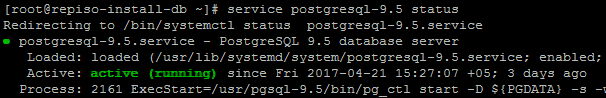 [root@repiso-install-db ~]# service postgresql-9.5 status
Redirecting to /bin/systemctl status  postgresql-9.5.service
● postgresql-9.5.service - PostgreSQL 9.5 database server
Loaded: loaded (/usr/lib/systemd/system/postgresql-9.5.service; enabled;
Active: active (running) since Fri 2017-04-21 15:27:07 +05; 3 days ago
Process: 2161 ExecStart=/usr/pgsql-9.5/bin/pg_ctl start -D ${PGDATA} -s -w